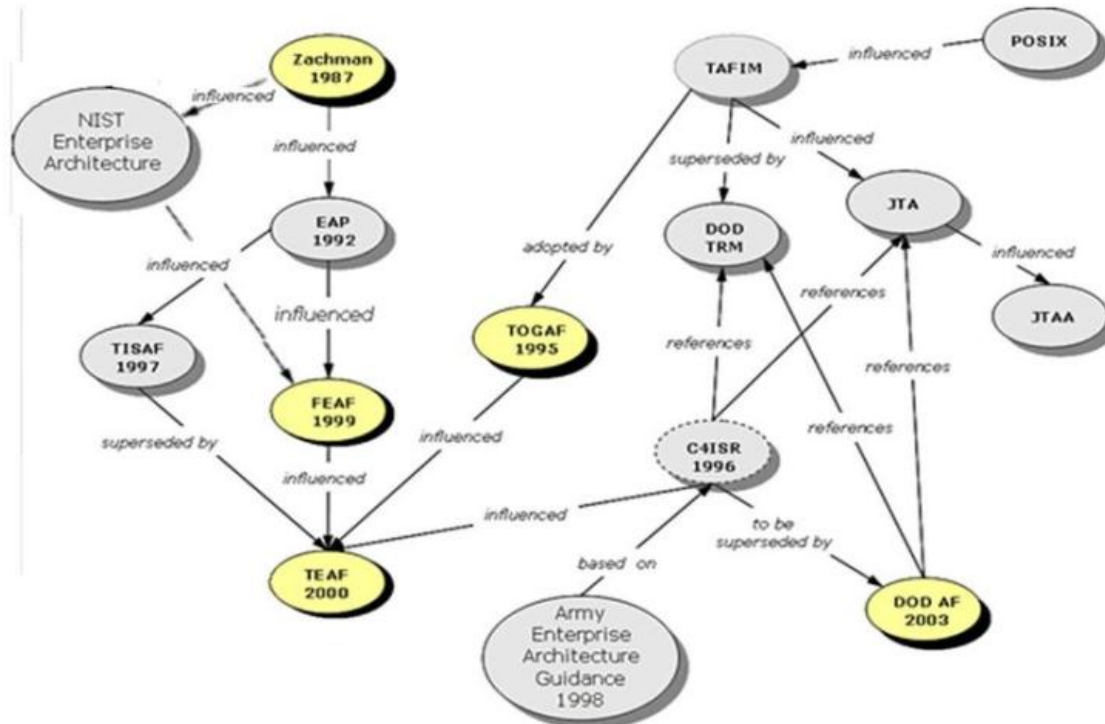 Zachman
1987
POSIX
TAFIM
influenced
influenced
NIST
Enterprise
Architecture
influenced
influenced
superseded by
EAP
1992
JTA
DOD
TRM
adopted by
influenced
influenced
influenced
references
JTAA
TOGAF
1995
TISAF
1997
references
references
FEAF
1999
superseded by
influenced
references
C4ISR
1996
influenced
influenced
to be
superseded by
based on
TEAF
2000
DOD AF
2003
Army
Enterprise
Architecture
Guidance
1998